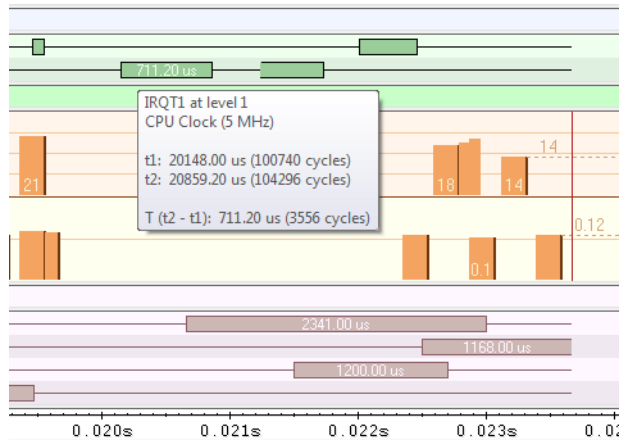 711.20 us
IRQT1 at level 1
CPU Clock (5 MHz)
t1: 20148.00 us (100740 cycles)
t2: 20859.20 us (104296 cycles)
T (t2 - t1): 711.20 us (3556 cycles)
14
21
18
14
0.12
0.1
2341.00 us
1168.00 us
1200.00 us
0.020s 0.021s 0.022s 0.023s 0.02